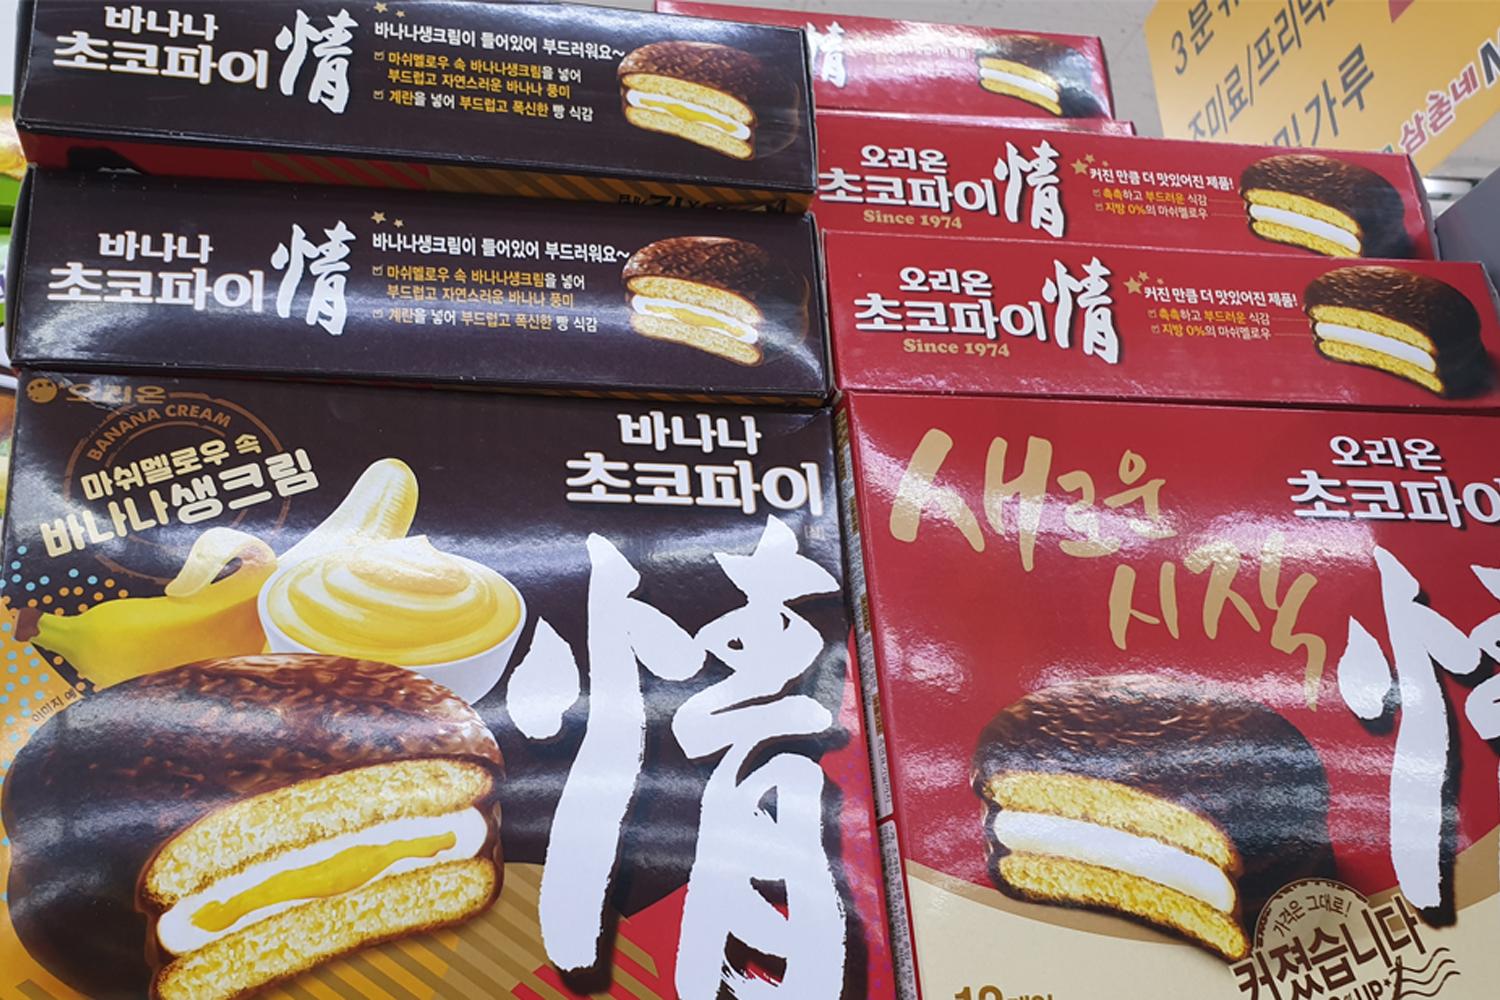 바나나
초코파이 情
바나나생크림이 들어있어 부드러워요~
마쉬멜로우 속 바나나생크림을 넣어
부드럽고 자연스러운 바나나 풍미
계란을 넣어 부드럽고 폭신한 빵 식감
바나나
초코파이 情
바나나생크림이 들어있어 부드러워요~
마쉬멜로우 속 바나나생크림을 넣어
부드럽고 자연스러운 바나나 풍미
계란을 넣어 부드럽고 폭신한 빵 식감
오리온
BANANA CREAM
마쉬멜로우 속
바나나생크림
바나나
초코파이
情
이미지 예
情
오리온
초코파이 情
Since 1974
커진 만큼 더 맛있어진 제품!
촉촉하고 부드러운 식감
지방 0%의 마쉬멜로우
오리온
초코파이 情
Since 1974
커진 만큼 더 맛있어진 제품!
촉촉하고 부드러운 식감
지방 0%의 마쉬멜로우
새로운
시작
오리온
초코파이
가격은 그대로!
커졌습니다
3분
가루
삼촌네